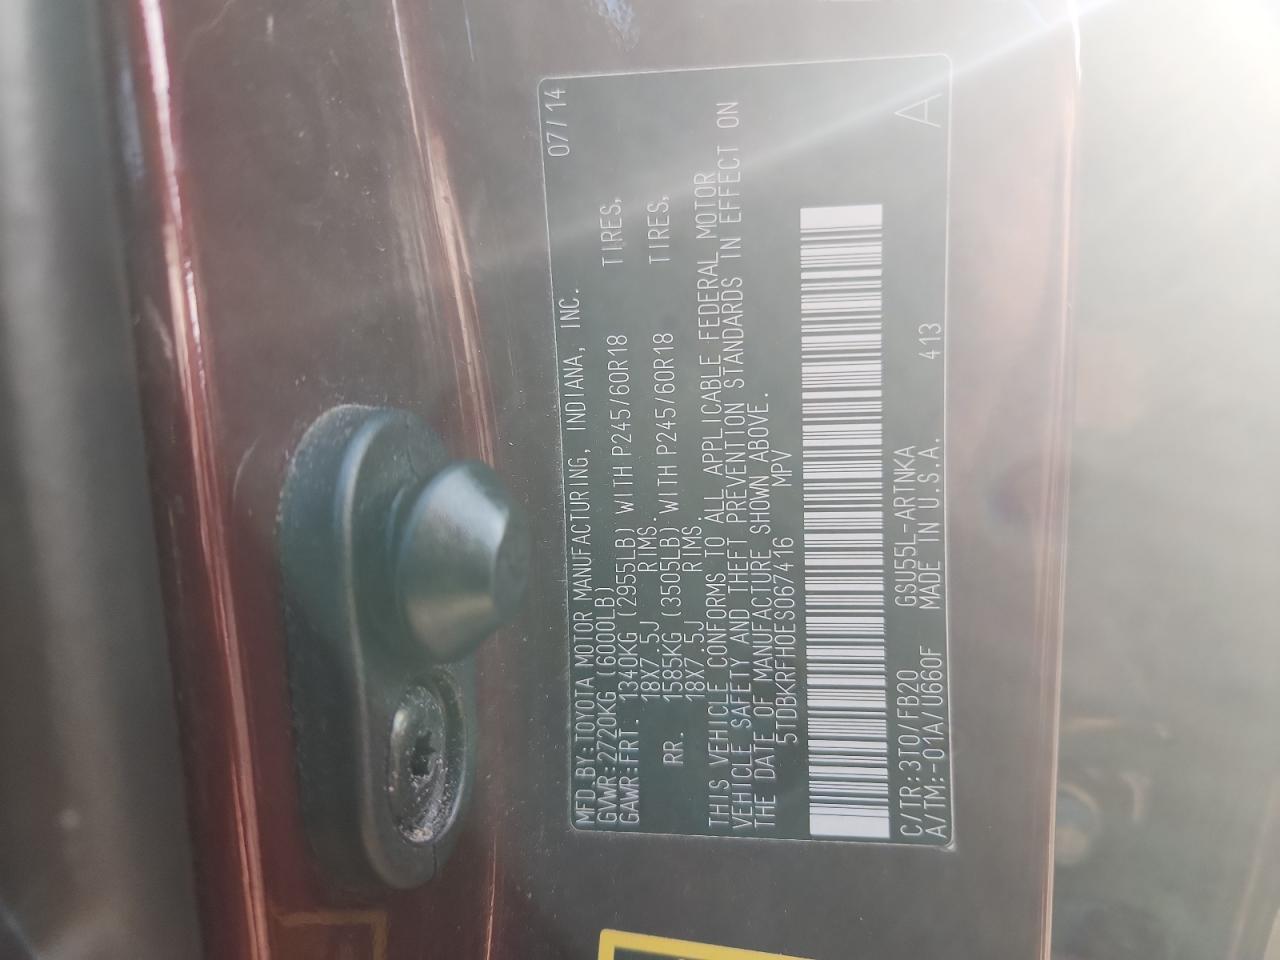 MFD.BY:TOYOTA MOTOR MANUFACTURING, INDIANA, INC. 07/14
GVWR:2720KG (6000LB)
GAWR:FRT. 1340KG (2955LB) WITH P245/60R18 TIRES,
18X7.5J RIMS.
RR. 1585KG (3505LB) WITH P245/60R18 TIRES,
18X7.5J RIMS.
THIS VEHICLE CONFORMS TO ALL APPLICABLE FEDERAL MOTOR
VEHICLE SAFETY AND THEFT PREVENTION STANDARDS IN EFFECT ON
THE DATE OF MANUFACTURE SHOWN ABOVE.
5TDBKRFH0ES067416 MPV
C/TR:3T0/FB20 GSU55L-ARTNKA A
A/TM:-01A/U660F MADE IN U.S.A. 413